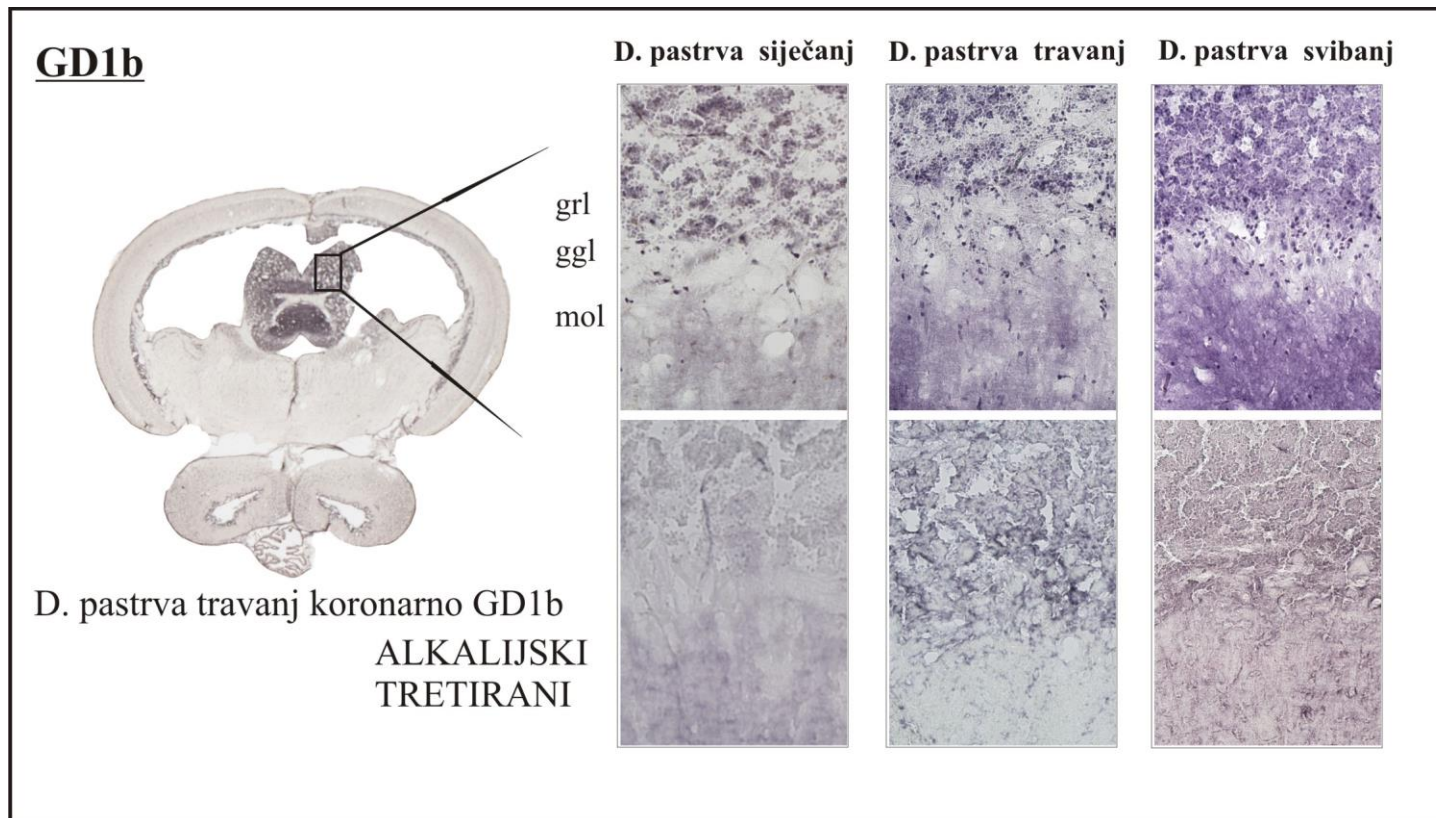 GD1b
D. pastrva siječanj
D. pastrva travanj
D. pastrva svibanj
grl
ggl
mol
D. pastrva travanj koronarno GD1b
ALKALIJSKI
TRETIRANI